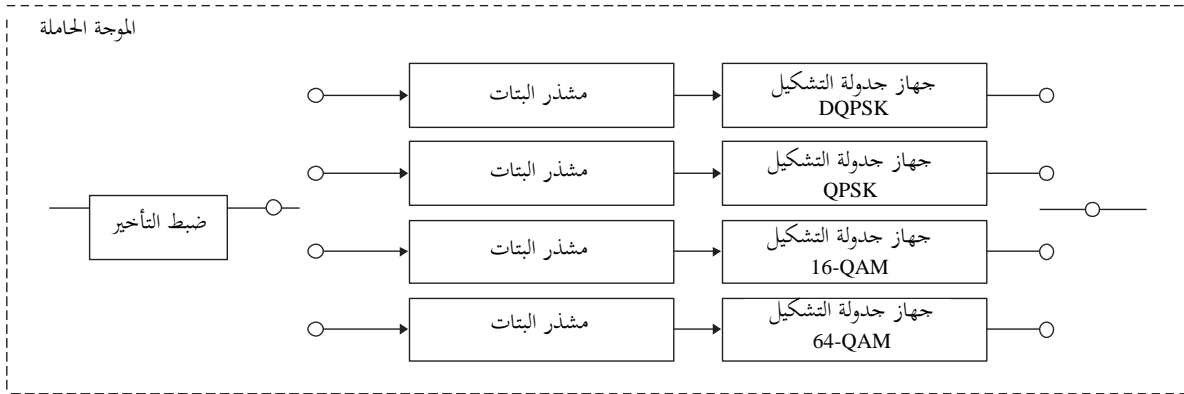 الموجة الحاملة
مشذر البتات
جهاز جدولة التشكيل
DQPSK
مشذر البتات
جهاز جدولة التشكيل
QPSK
ضبط التأخير
مشذر البتات
جهاز جدولة التشكيل
16-QAM
مشذر البتات
جهاز جدولة التشكيل
64-QAM